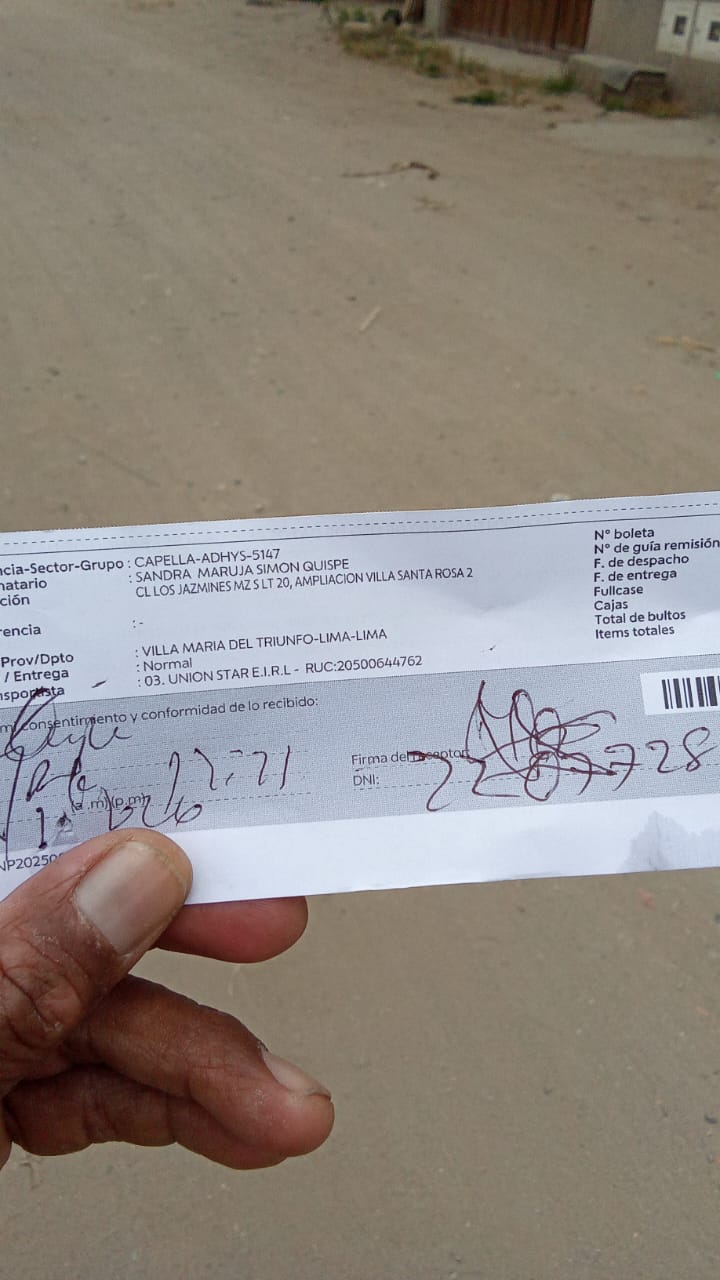 ncia-Sector-Grupo : CAPELLA-ADHYS-5147
natario : SANDRA MARUJA SIMON QUISPE
ción CL LOS JAZMINES MZ S LT 20, AMPLIACION VILLA SANTA ROSA 2
rencia : -
Prov/Dpto : VILLA MARIA DEL TRIUNFO-LIMA-LIMA
/ Entrega : Normal
nsportista : 03. UNION STAR E.I.R.L - RUC:20500644762
N° boleta
N° de guía remisión
F. de despacho
F. de entrega
Fullcase
Cajas
Total de bultos
Items totales
consentimiento y conformidad de lo recibido:
Firma del receptor
DNI:
(a.m)(p.m)
NP20250